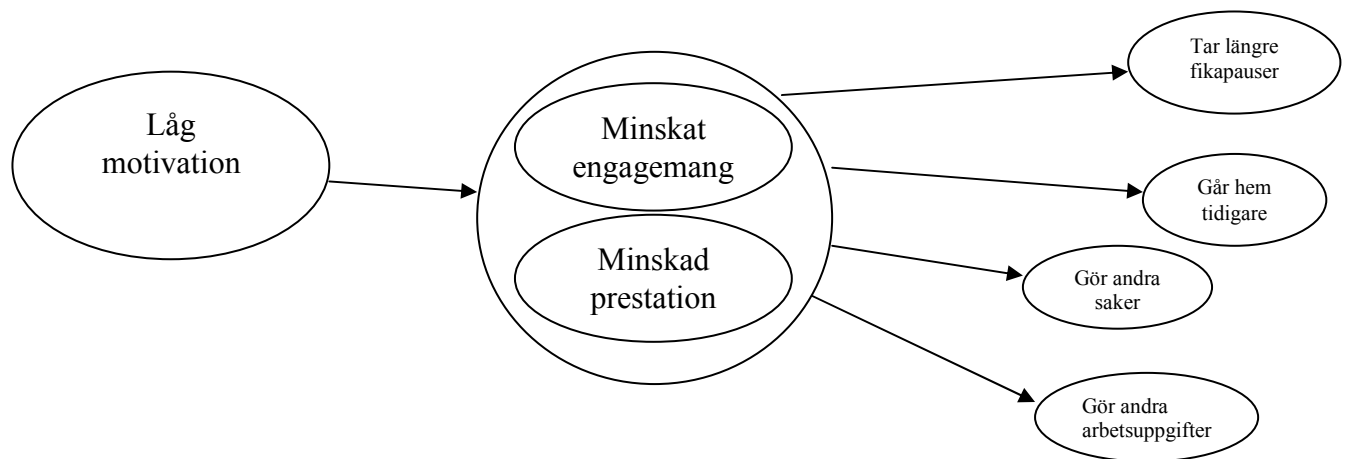 Låg
motivation
Minskat
engagemang
Minskad
prestation
Tar längre
fikapauser
Går hem
tidigare
Gör andra
saker
Gör andra
arbetsuppgifter